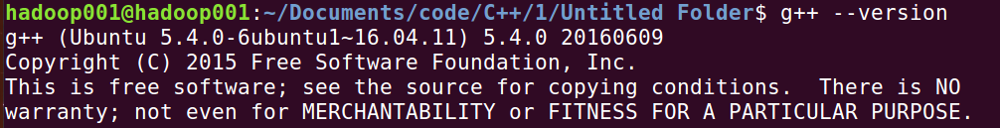 hadoop001@hadoop001:~/Documents/code/C++/1/Untitled Folder$ g++ --version
g++ (Ubuntu 5.4.0-6ubuntu1~16.04.11) 5.4.0 20160609
Copyright (C) 2015 Free Software Foundation, Inc.
This is free software; see the source for copying conditions.  There is NO
warranty; not even for MERCHANTABILITY or FITNESS FOR A PARTICULAR PURPOSE.